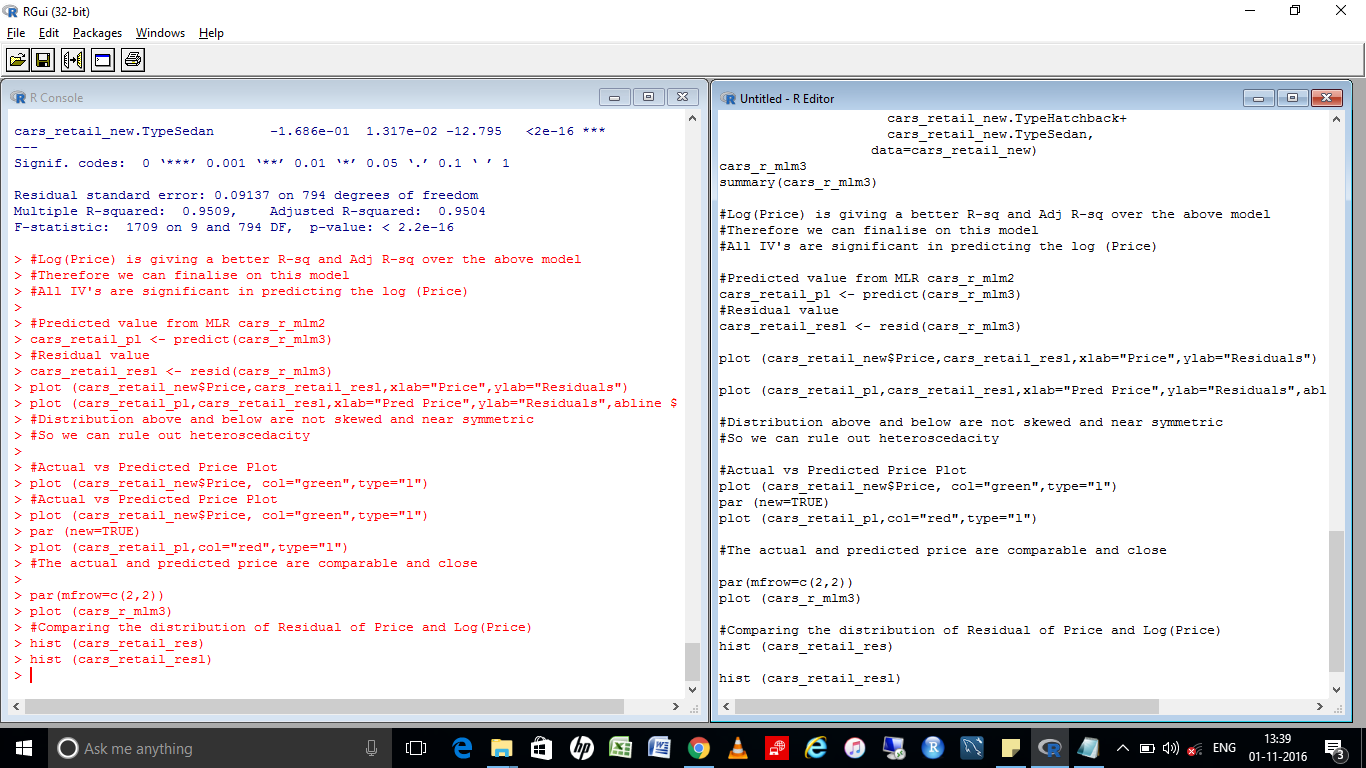 RGui (32-bit)
File Edit Packages Windows Help
R Console
cars_retail_new.TypeSedan -1.686e-01 1.317e-02 -12.795 <2e-16 ***
---
Signif. codes: 0 ‘***’ 0.001 ‘**’ 0.01 ‘*’ 0.05 ‘.’ 0.1 ‘ ’ 1
Residual standard error: 0.09137 on 794 degrees of freedom
Multiple R-squared: 0.9509, Adjusted R-squared: 0.9504
F-statistic: 1709 on 9 and 794 DF, p-value: < 2.2e-16
> #Log(Price) is giving a better R-sq and Adj R-sq over the above model
> #Therefore we can finalise on this model
> #All IV's are significant in predicting the log (Price)
>
> #Predicted value from MLR cars_r_mlm2
> cars_retail_pl <- predict(cars_r_mlm3)
> #Residual value
> cars_retail_resl <- resid(cars_r_mlm3)
> plot (cars_retail_new$Price,cars_retail_resl,xlab="Price",ylab="Residuals")
> plot (cars_retail_pl,cars_retail_resl,xlab="Pred Price",ylab="Residuals",abline $
> #Distribution above and below are not skewed and near symmetric
> #So we can rule out heteroscedacity
>
> #Actual vs Predicted Price Plot
> plot (cars_retail_new$Price, col="green",type="l")
> #Actual vs Predicted Price Plot
> plot (cars_retail_new$Price, col="green",type="l")
> par (new=TRUE)
> plot (cars_retail_pl,col="red",type="l")
> #The actual and predicted price are comparable and close
>
> par(mfrow=c(2,2))
> plot (cars_r_mlm3)
> #Comparing the distribution of Residual of Price and Log(Price)
> hist (cars_retail_res)
> hist (cars_retail_resl)
>
Untitled - R Editor
cars_retail_new.TypeHatchback+
cars_retail_new.TypeSedan,
data=cars_retail_new)
cars_r_mlm3
summary(cars_r_mlm3)
#Log(Price) is giving a better R-sq and Adj R-sq over the above model
#Therefore we can finalise on this model
#All IV's are significant in predicting the log (Price)
#Predicted value from MLR cars_r_mlm2
cars_retail_pl <- predict(cars_r_mlm3)
#Residual value
cars_retail_resl <- resid(cars_r_mlm3)
plot (cars_retail_new$Price,cars_retail_resl,xlab="Price",ylab="Residuals")
plot (cars_retail_pl,cars_retail_resl,xlab="Pred Price",ylab="Residuals",abl
#Distribution above and below are not skewed and near symmetric
#So we can rule out heteroscedacity
#Actual vs Predicted Price Plot
plot (cars_retail_new$Price, col="green",type="l")
par (new=TRUE)
plot (cars_retail_pl,col="red",type="l")
#The actual and predicted price are comparable and close
par(mfrow=c(2,2))
plot (cars_r_mlm3)
#Comparing the distribution of Residual of Price and Log(Price)
hist (cars_retail_res)
hist (cars_retail_resl)
Ask me anything
ENG
13:39
01-11-2016
3